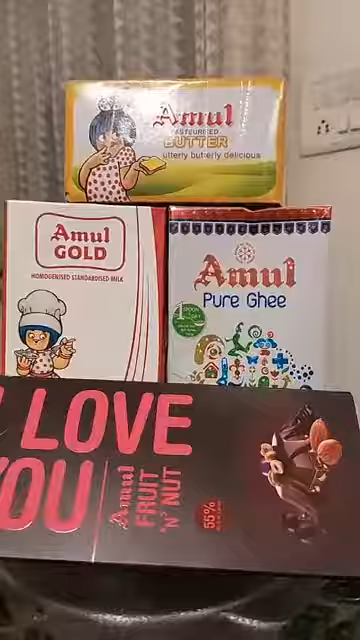 Amul
PASTEURISED
BUTTER
utterly butterly delicious
Amul
GOLD
HOMOGENISED STANDARDISED MILK
Amul
Pure Ghee
I LOVE
YOU
Amul
FRUIT
'N' NUT
55%